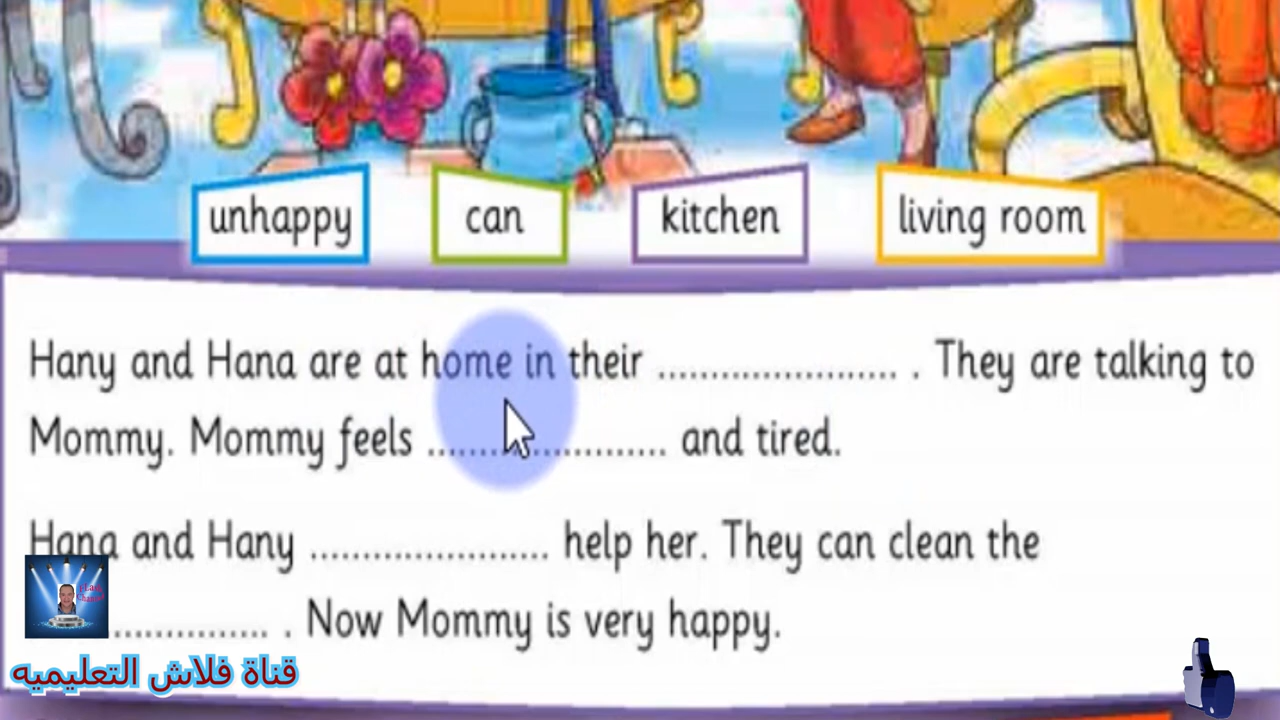 unhappy can kitchen living room
Hany and Hana are at home in their ........................ . They are talking to
Mommy. Mommy feels ........................ and tired.
Hana and Hany ........................ help her. They can clean the
................ . Now Mommy is very happy.
قناة فلاش التعليميه